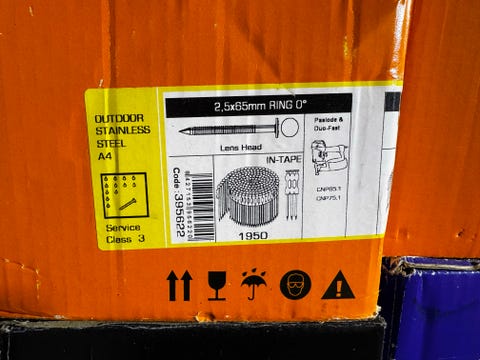 2,5x65mm RING 0°
OUTDOOR
STAINLESS
STEEL
A4
Lens Head
Paslode &
Duo-Fast
IN-TAPE
CNP65.1
CNP75.1
Code: 395622
1950
Service
Class 3